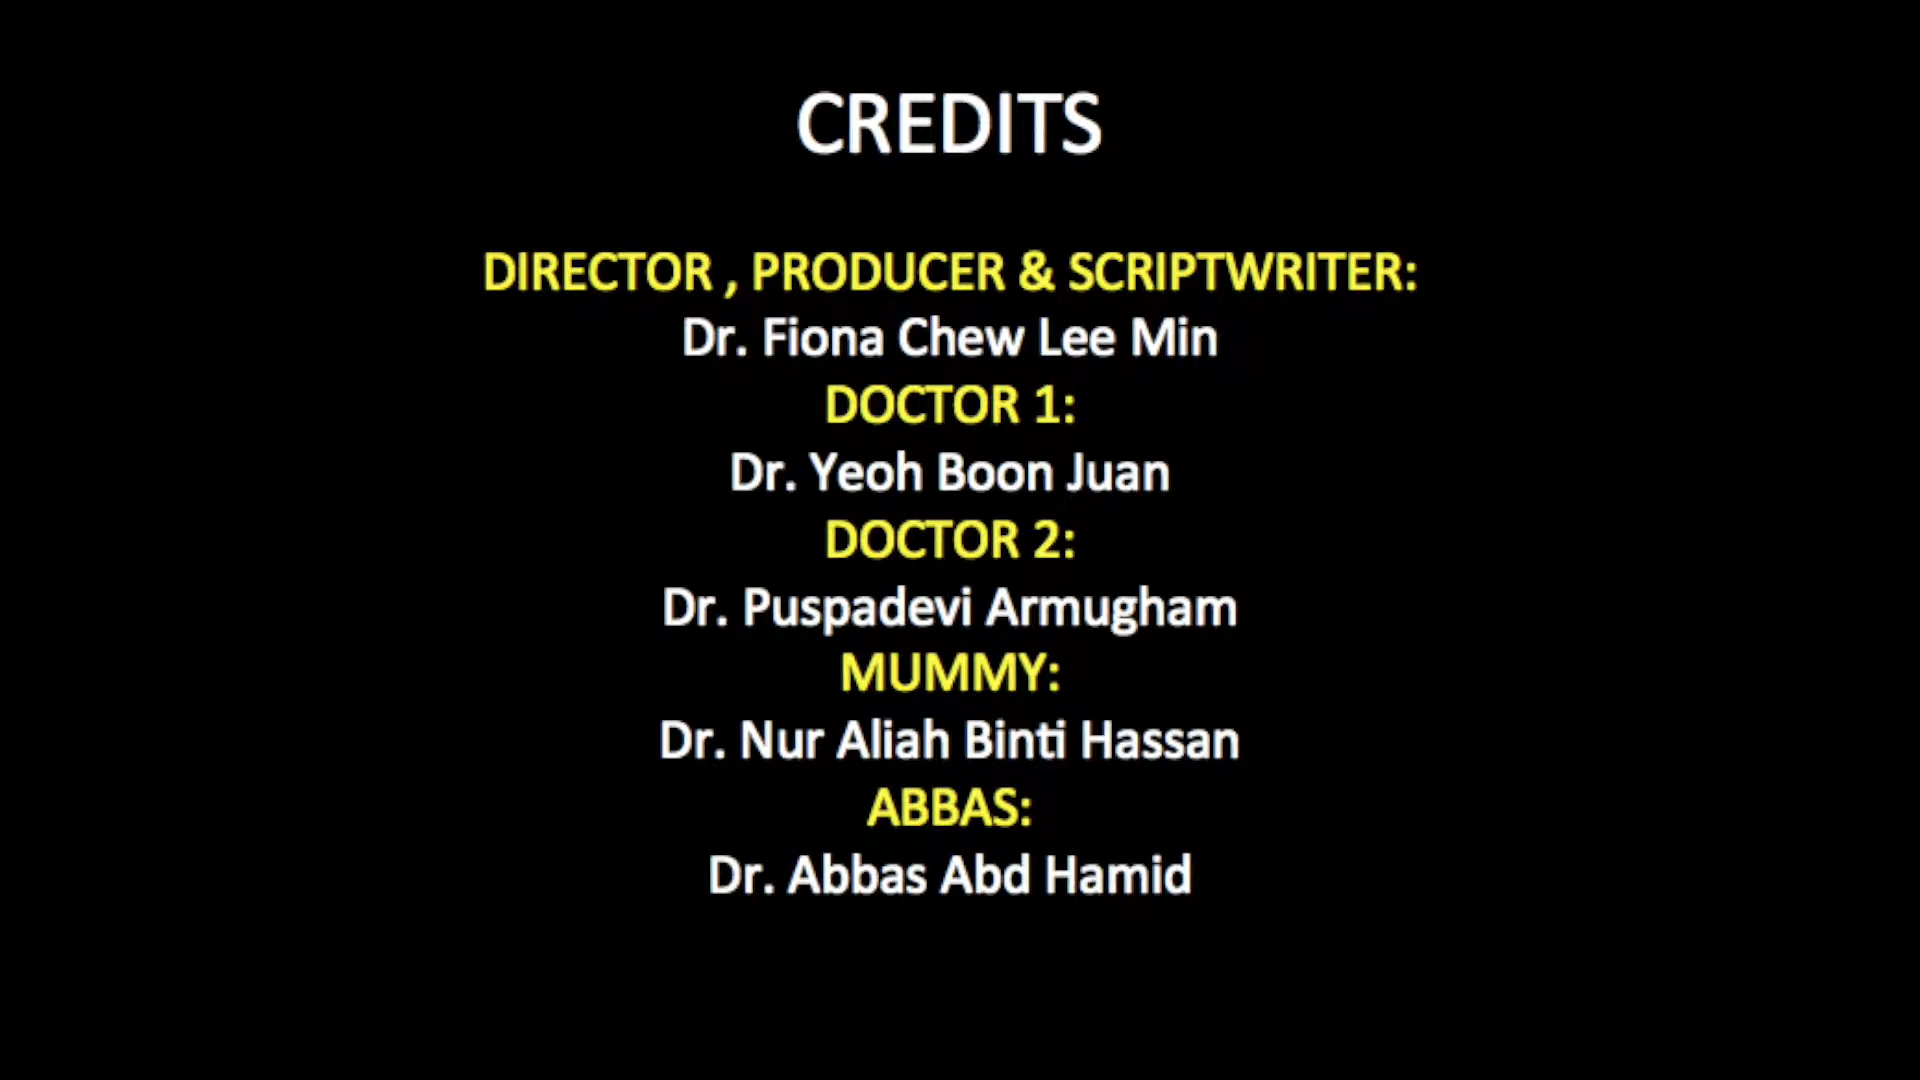 CREDITS
DIRECTOR , PRODUCER & SCRIPTWRITER:
Dr. Fiona Chew Lee Min
DOCTOR 1:
Dr. Yeoh Boon Juan
DOCTOR 2:
Dr. Puspadevi Armugham
MUMMY:
Dr. Nur Aliah Binti Hassan
ABBAS:
Dr. Abbas Abd Hamid